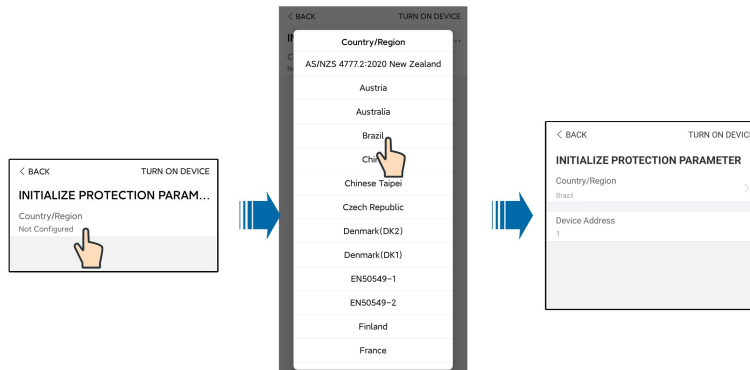 < BACK TURN ON DEVICE
INITIALIZE PROTECTION PARAM...
Country/Region
Not Configured
< BACK TURN ON DEVICE
Country/Region
AS/NZS 4777.2:2020 New Zealand
Austria
Australia
Brazil
Chinese Taipei
Czech Republic
Denmark(DK2)
Denmark(DK1)
EN50549-1
EN50549-2
Finland
France
< BACK TURN ON DEVICE
INITIALIZE PROTECTION PARAMETER
Country/Region
Brazil
Device Address
1